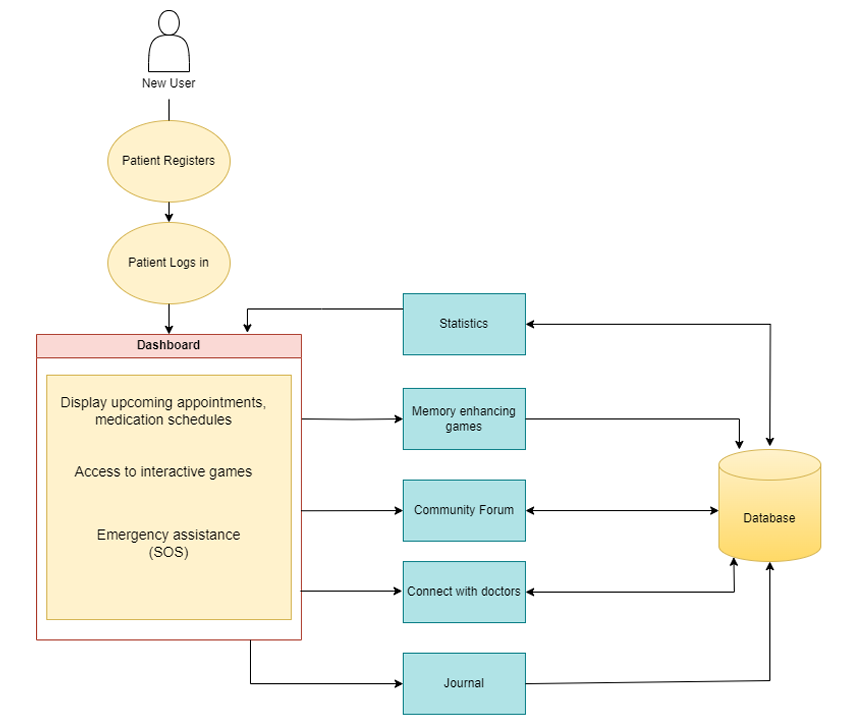 New User
Patient Registers
Patient Logs in
Dashboard
Display upcoming appointments,
medication schedules
Access to interactive games
Emergency assistance
(SOS)
Statistics
Memory enhancing
games
Community Forum
Connect with doctors
Journal
Database